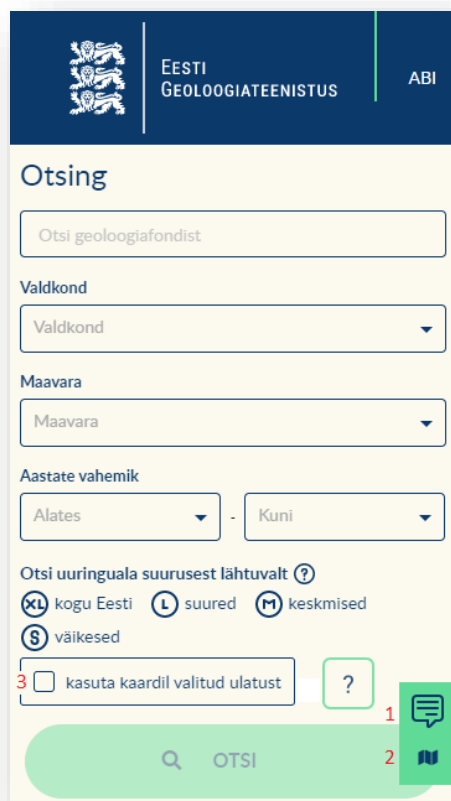 EESTI
GEOLOOGIATEENISTUS
ABI
Otsing
Otsi geoloogiafondist
Valdkond
Valdkond
Maavara
Maavara
Aastate vahemik
Alates - Kuni
Otsi uuringuala suurusest lähtuvalt ?
XL kogu Eesti L suured M keskmised
S väikesed
3 kasuta kaardil valitud ulatust ?
1
OTSI 2